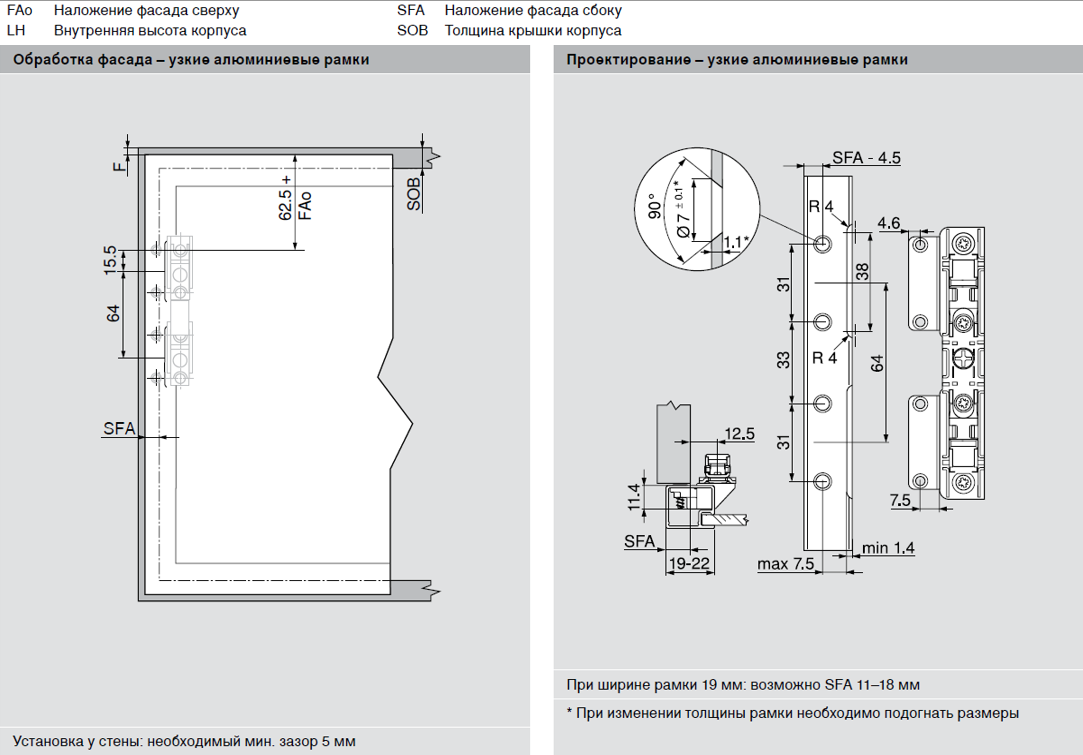 FAo Наложение фасада сверху
SFA Наложение фасада сбоку
LH Внутренняя высота корпуса
SOB Толщина крышки корпуса
Обработка фасада – узкие алюминиевые рамки
F
62.5 + FAo
SOB
15.5
64
SFA
Установка у стены: необходимый мин. зазор 5 мм
Проектирование – узкие алюминиевые рамки
SFA - 4.5
90°
Ø 7 ± 0.1*
1.1*
R 4
4.6
31
38
33
R 4
64
31
12.5
11.4
SFA
19-22
7.5
min 1.4
max 7.5
При ширине рамки 19 мм: возможно SFA 11–18 мм
* При изменении толщины рамки необходимо подогнать размеры